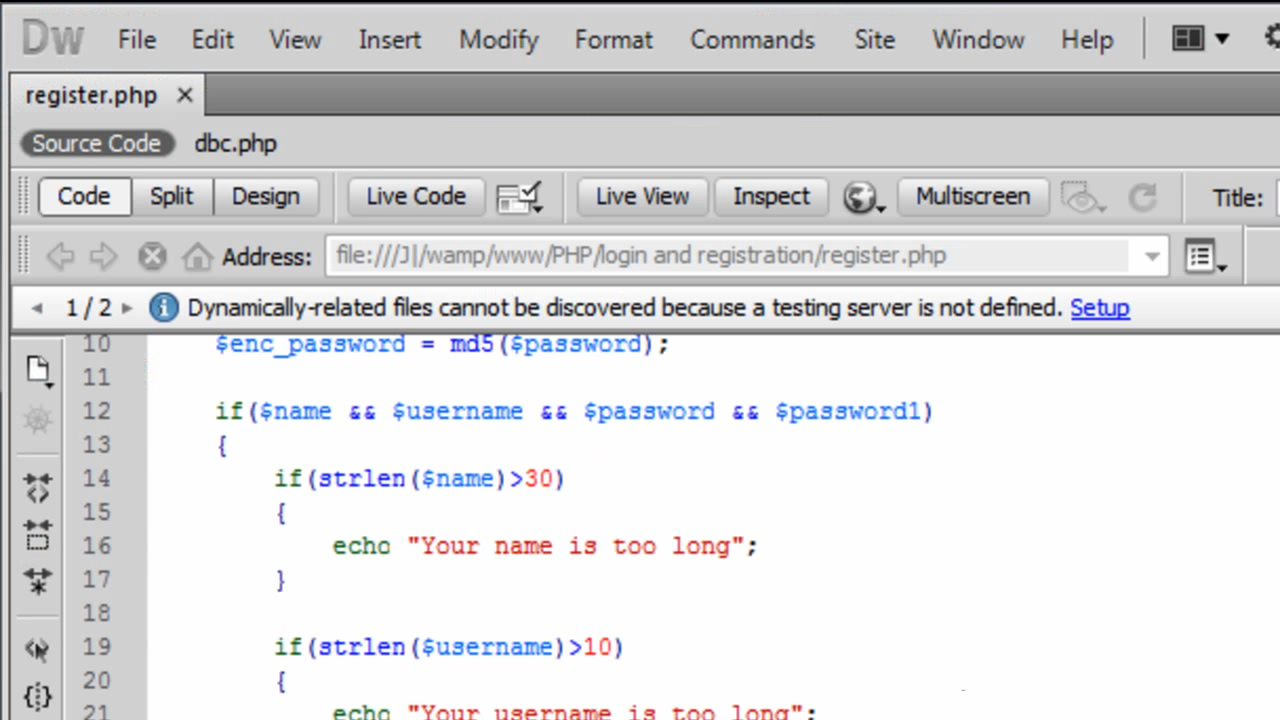 Dw File Edit View Insert Modify Format Commands Site Window Help
register.php
Source Code dbc.php
Code Split Design Live Code Live View Inspect Multiscreen Title:
Address: file:///J|/wamp/www/PHP/login and registration/register.php
1 / 2 Dynamically-related files cannot be discovered because a testing server is not defined. Setup
10 $enc_password = md5($password);
11
12 if($name && $username && $password && $password1)
13 {
14 if(strlen($name)>30)
15 {
16 echo "Your name is too long";
17 }
18
19 if(strlen($username)>10)
20 {
21 echo "Your username is too long";